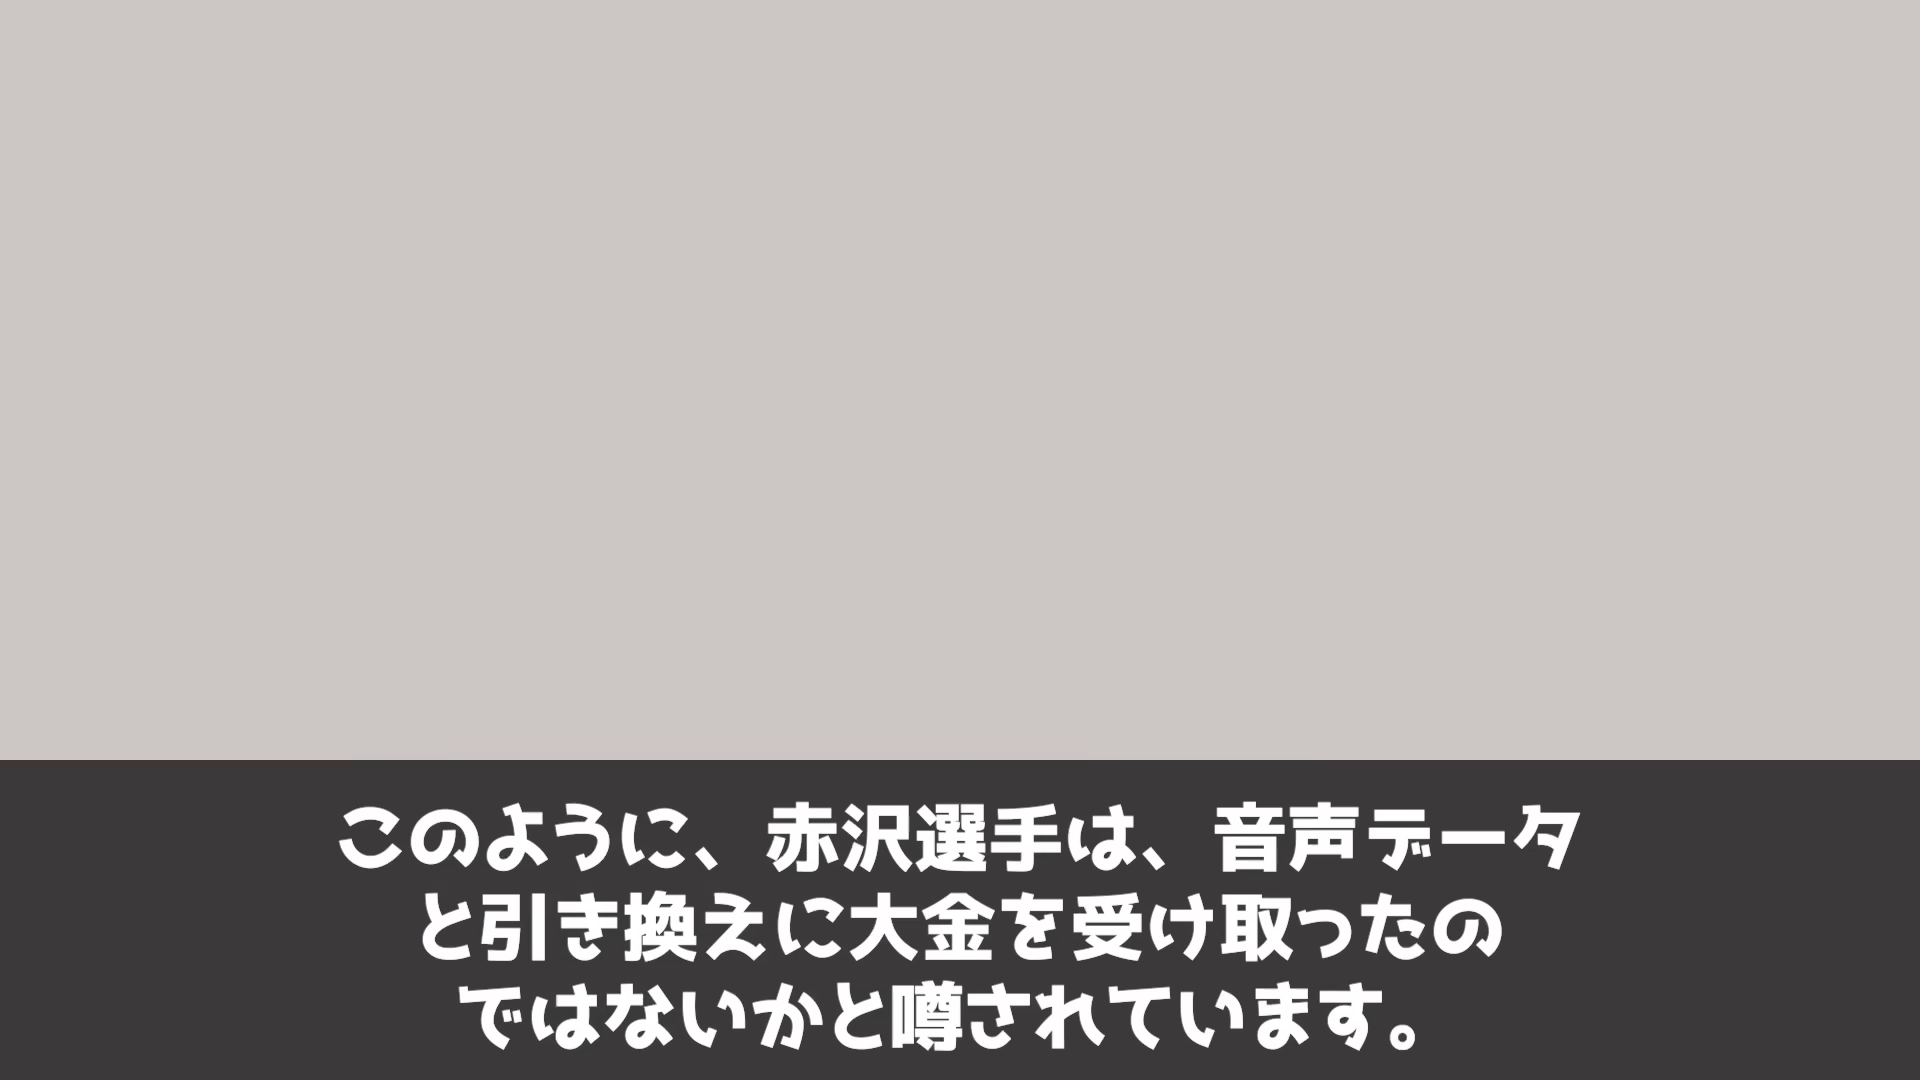 このように、赤沢選手は、音声データ
と引き換えに大金を受け取ったの
ではないかと噂されています。